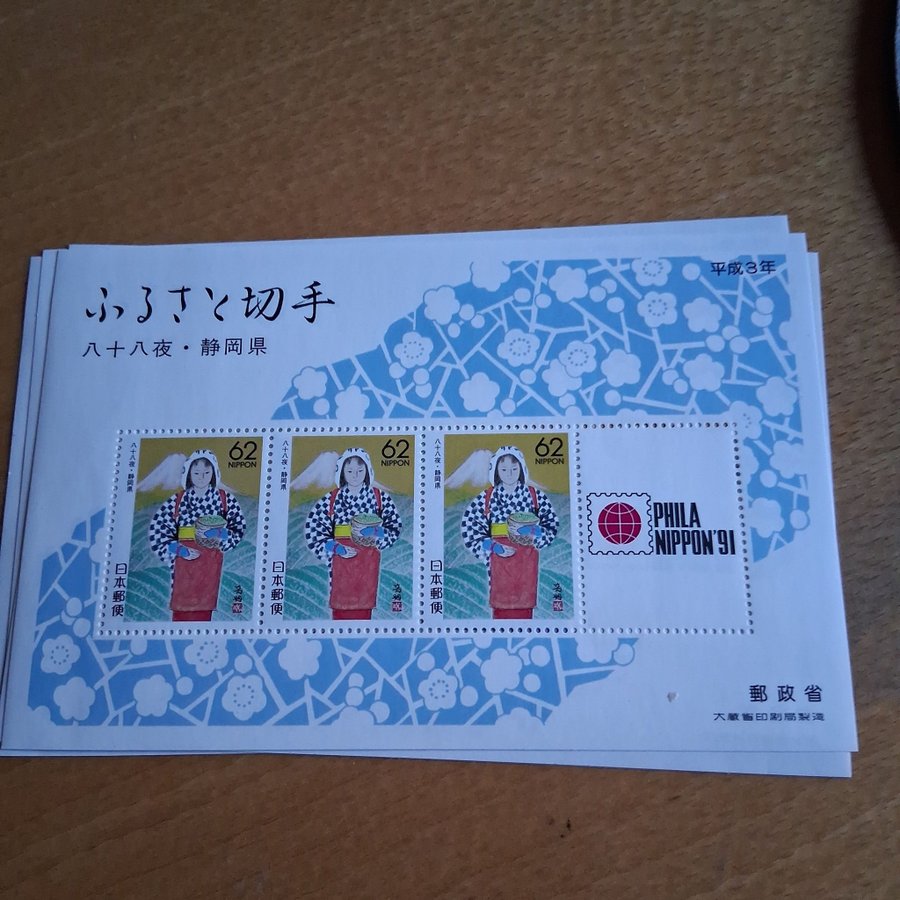 平成3年
ふるさと切手
八十八夜・静岡県
62
NIPPON
八十八夜・静岡県
日本郵便
62
NIPPON
八十八夜・静岡県
日本郵便
62
NIPPON
八十八夜・静岡県
日本郵便
PHILA
NIPPON'91
郵政省
大蔵省印刷局製造